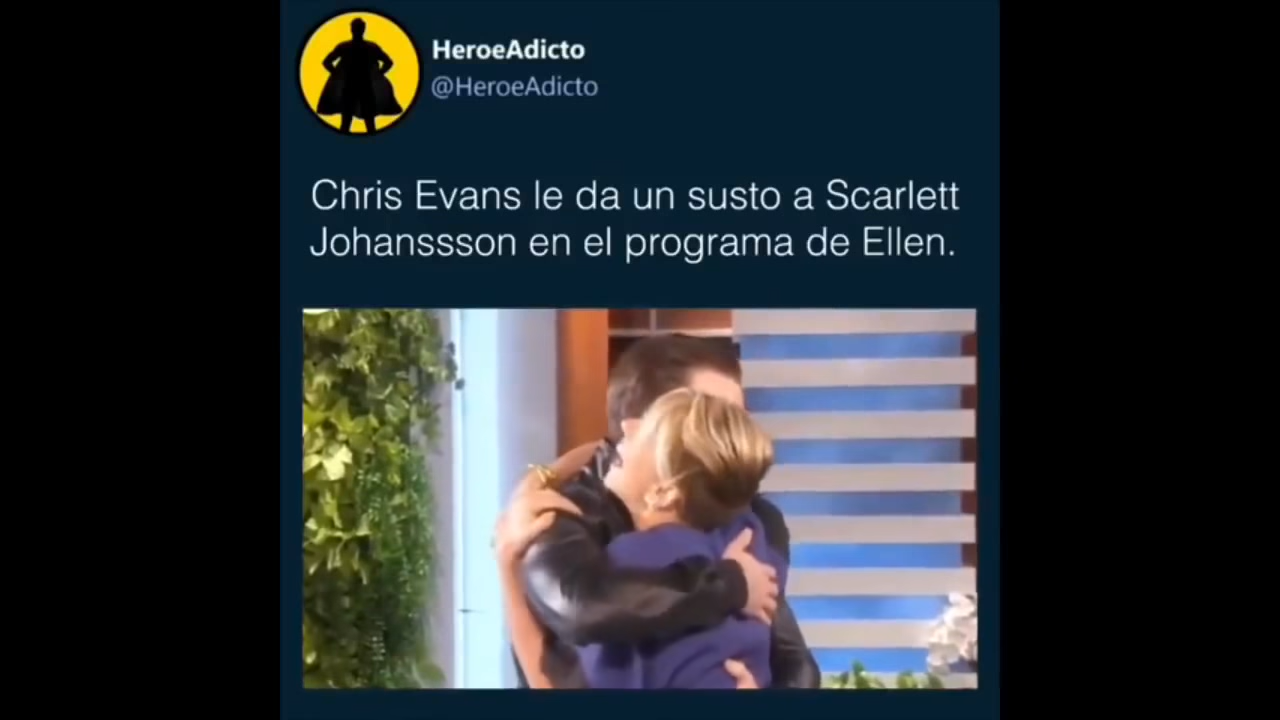 HeroeAdicto
@HeroeAdicto
Chris Evans le da un susto a Scarlett
Johanssson en el programa de Ellen.